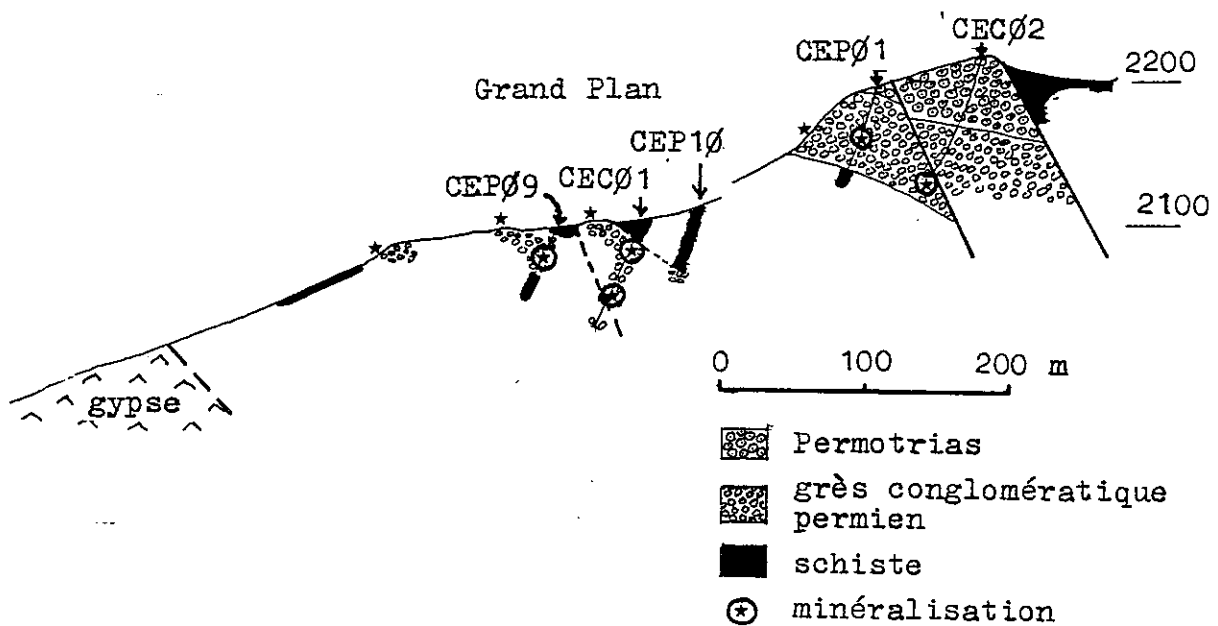 CECØ2
CEPØ1
2200
Grand Plan
CEP1Ø
CEPØ9 CECØ1
2100
0 100 200 m
gypse
Permotrias
grès conglomératique
permien
schiste
minéralisation